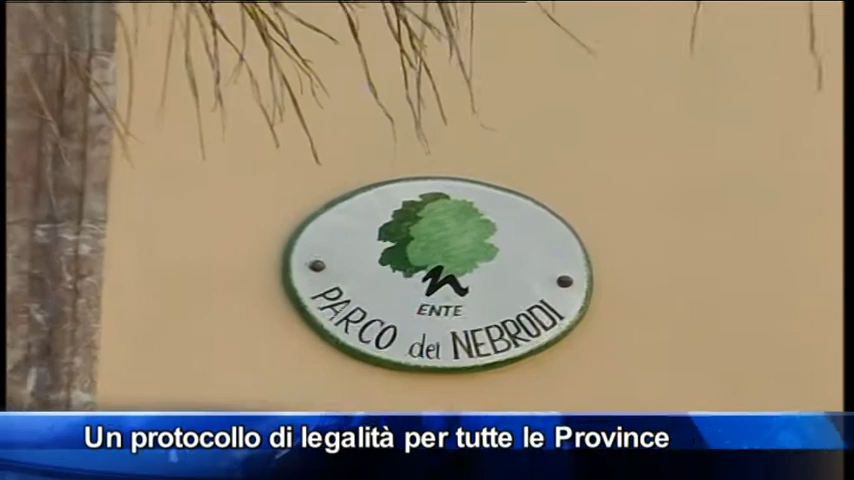 ENTE
PARCO dei NEBRODI
Un protocollo di legalità per tutte le Province